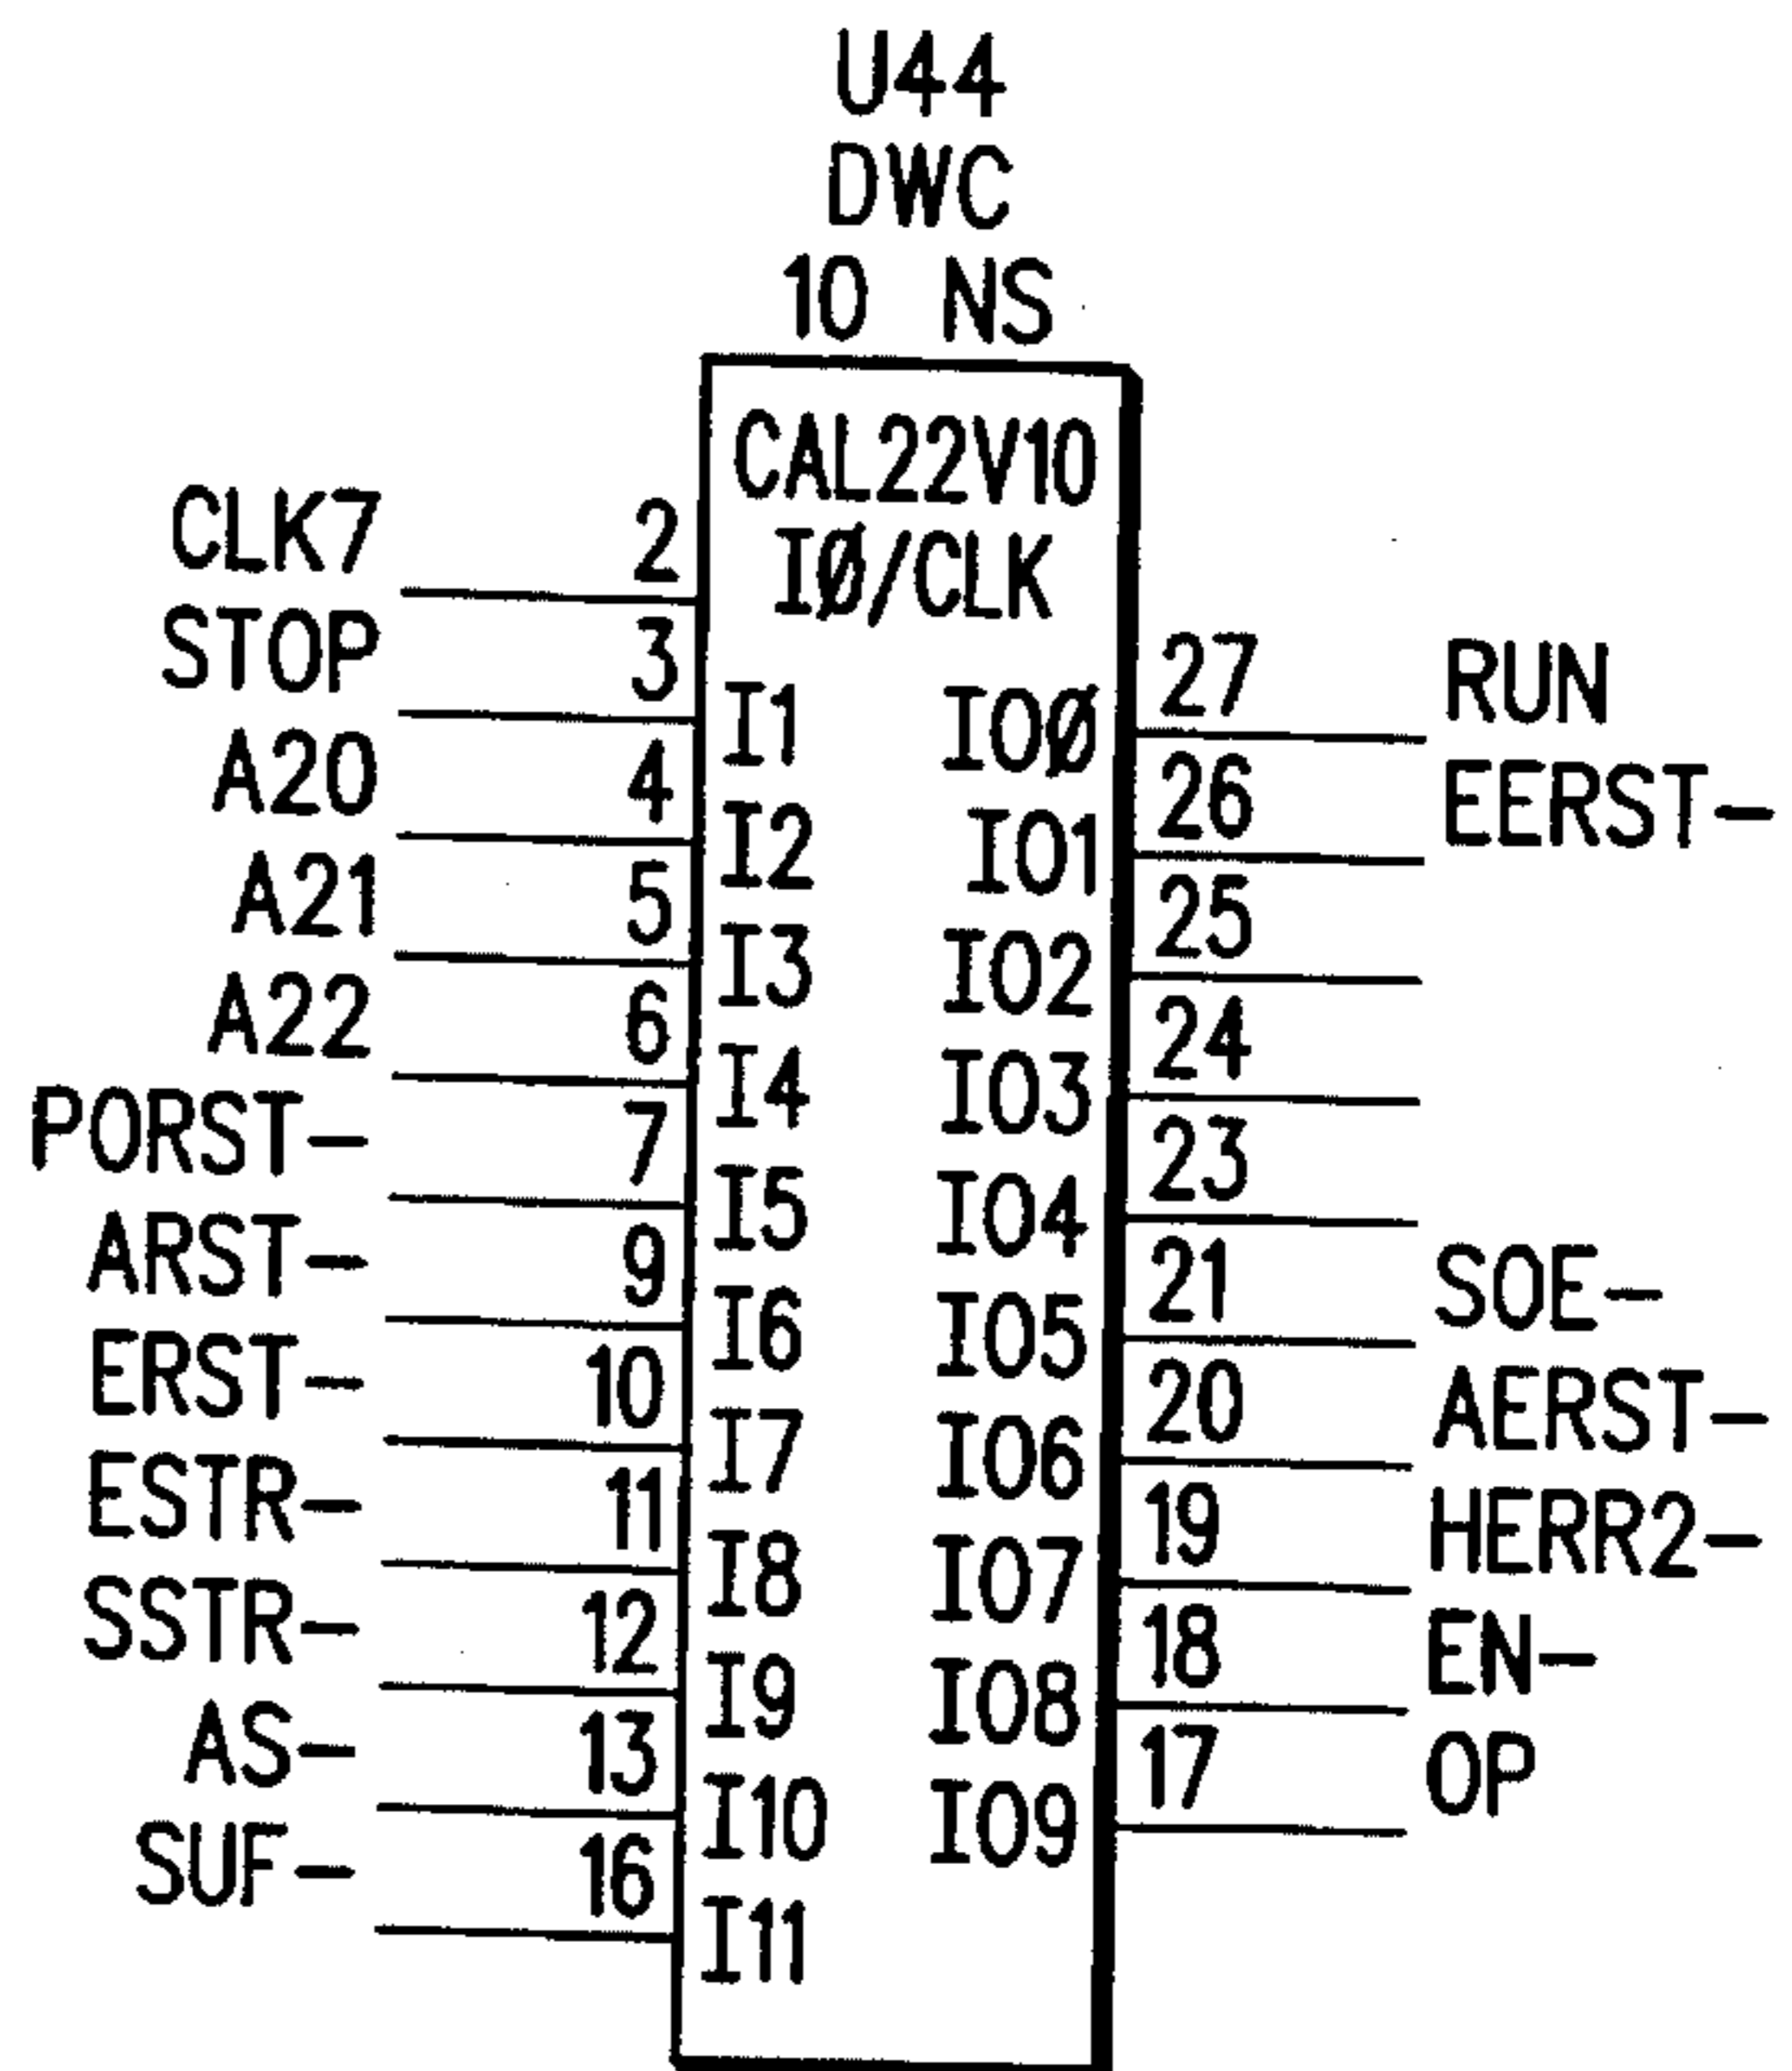 U44
DWC
10 NS
CAL22V10
CLK7 2 IØ/CLK
STOP 3 I1 IOØ 27 RUN
A20 4 I2 IO1 26 EERST-
A21 5 I3 IO2 25
A22 6 I4 IO3 24
PORST- 7 I5 IO4 23
ARST- 9 I6 IO5 21 SOE-
ERST- 10 I7 IO6 20 AERST-
ESTR- 11 I8 IO7 19 HERR2-
SSTR- 12 I9 IO8 18 EN-
AS- 13 I10 IO9 17 OP
SUF- 16 I11